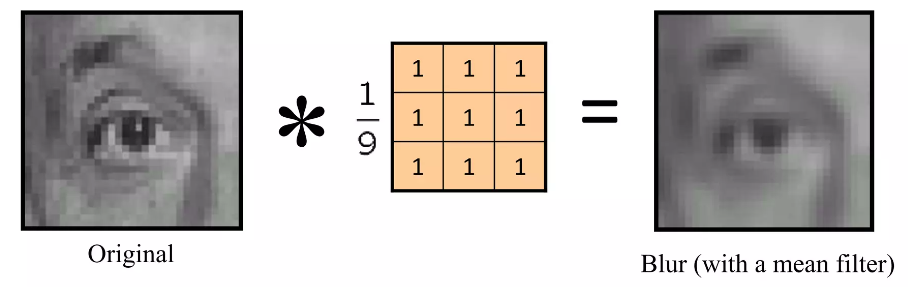 * 1/9
1 1 1
1 1 1
1 1 1
=
Original
Blur (with a mean filter)